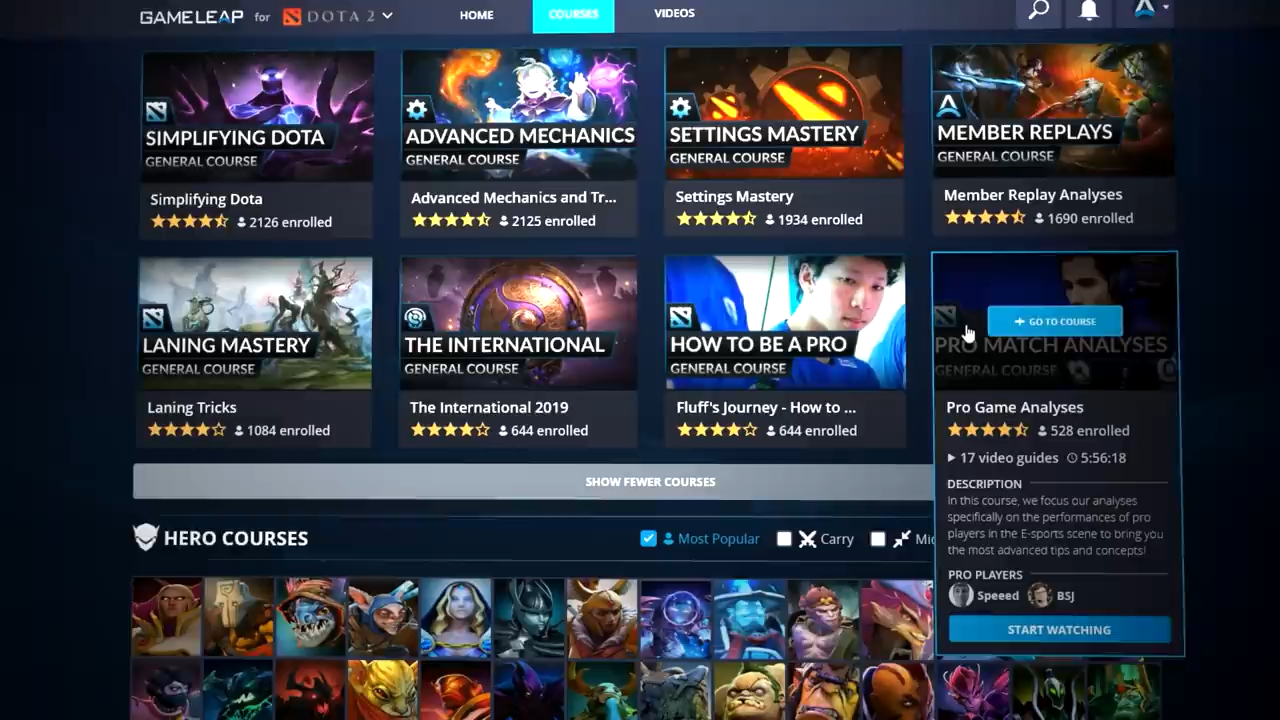 GAMELEAP for DOTA 2
HOME
COURSES
VIDEOS
SIMPLIFYING DOTA
GENERAL COURSE
Simplifying Dota
2126 enrolled
ADVANCED MECHANICS
GENERAL COURSE
Advanced Mechanics and Tr...
2125 enrolled
SETTINGS MASTERY
GENERAL COURSE
Settings Mastery
1934 enrolled
MEMBER REPLAYS
GENERAL COURSE
Member Replay Analyses
1690 enrolled
LANING MASTERY
GENERAL COURSE
Laning Tricks
1084 enrolled
THE INTERNATIONAL
GENERAL COURSE
The International 2019
644 enrolled
HOW TO BE A PRO
GENERAL COURSE
Fluff's Journey - How to ...
644 enrolled
GO TO COURSE
PRO MATCH ANALYSES
GENERAL COURSE
Pro Game Analyses
528 enrolled
17 video guides 5:56:18
DESCRIPTION
In this course, we focus our analyses
specifically on the performances of pro
players in the E-sports scene to bring you
the most advanced tips and concepts!
PRO PLAYERS
Speeed BSJ
START WATCHING
SHOW FEWER COURSES
HERO COURSES
Most Popular
Carry